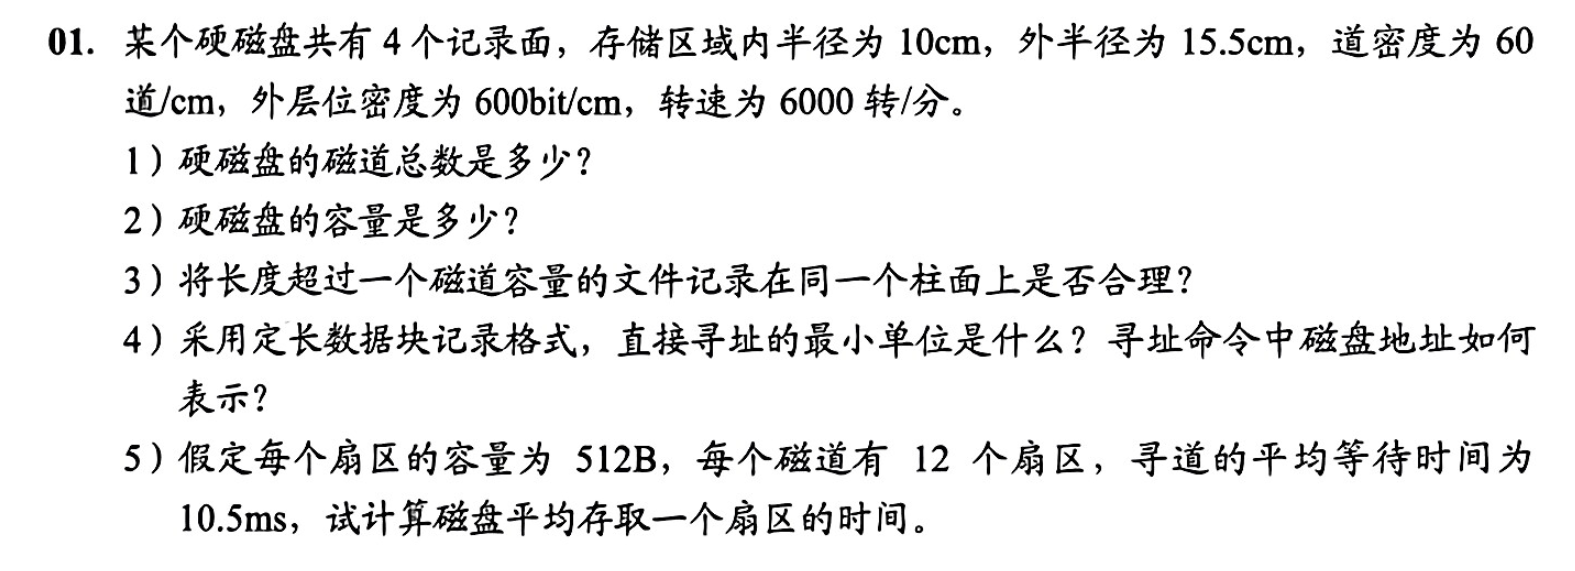 01. 某个硬磁盘共有 4 个记录面，存储区域内半径为 10cm，外半径为 15.5cm，道密度为 60
道/cm，外层位密度为 600bit/cm，转速为 6000 转/分。
1）硬磁盘的磁道总数是多少？
2）硬磁盘的容量是多少？
3）将长度超过一个磁道容量的文件记录在同一个柱面上是否合理？
4）采用定长数据块记录格式，直接寻址的最小单位是什么？寻址命令中磁盘地址如何
表示？
5）假定每个扇区的容量为 512B，每个磁道有 12 个扇区，寻道的平均等待时间为
10.5ms，试计算磁盘平均存取一个扇区的时间。